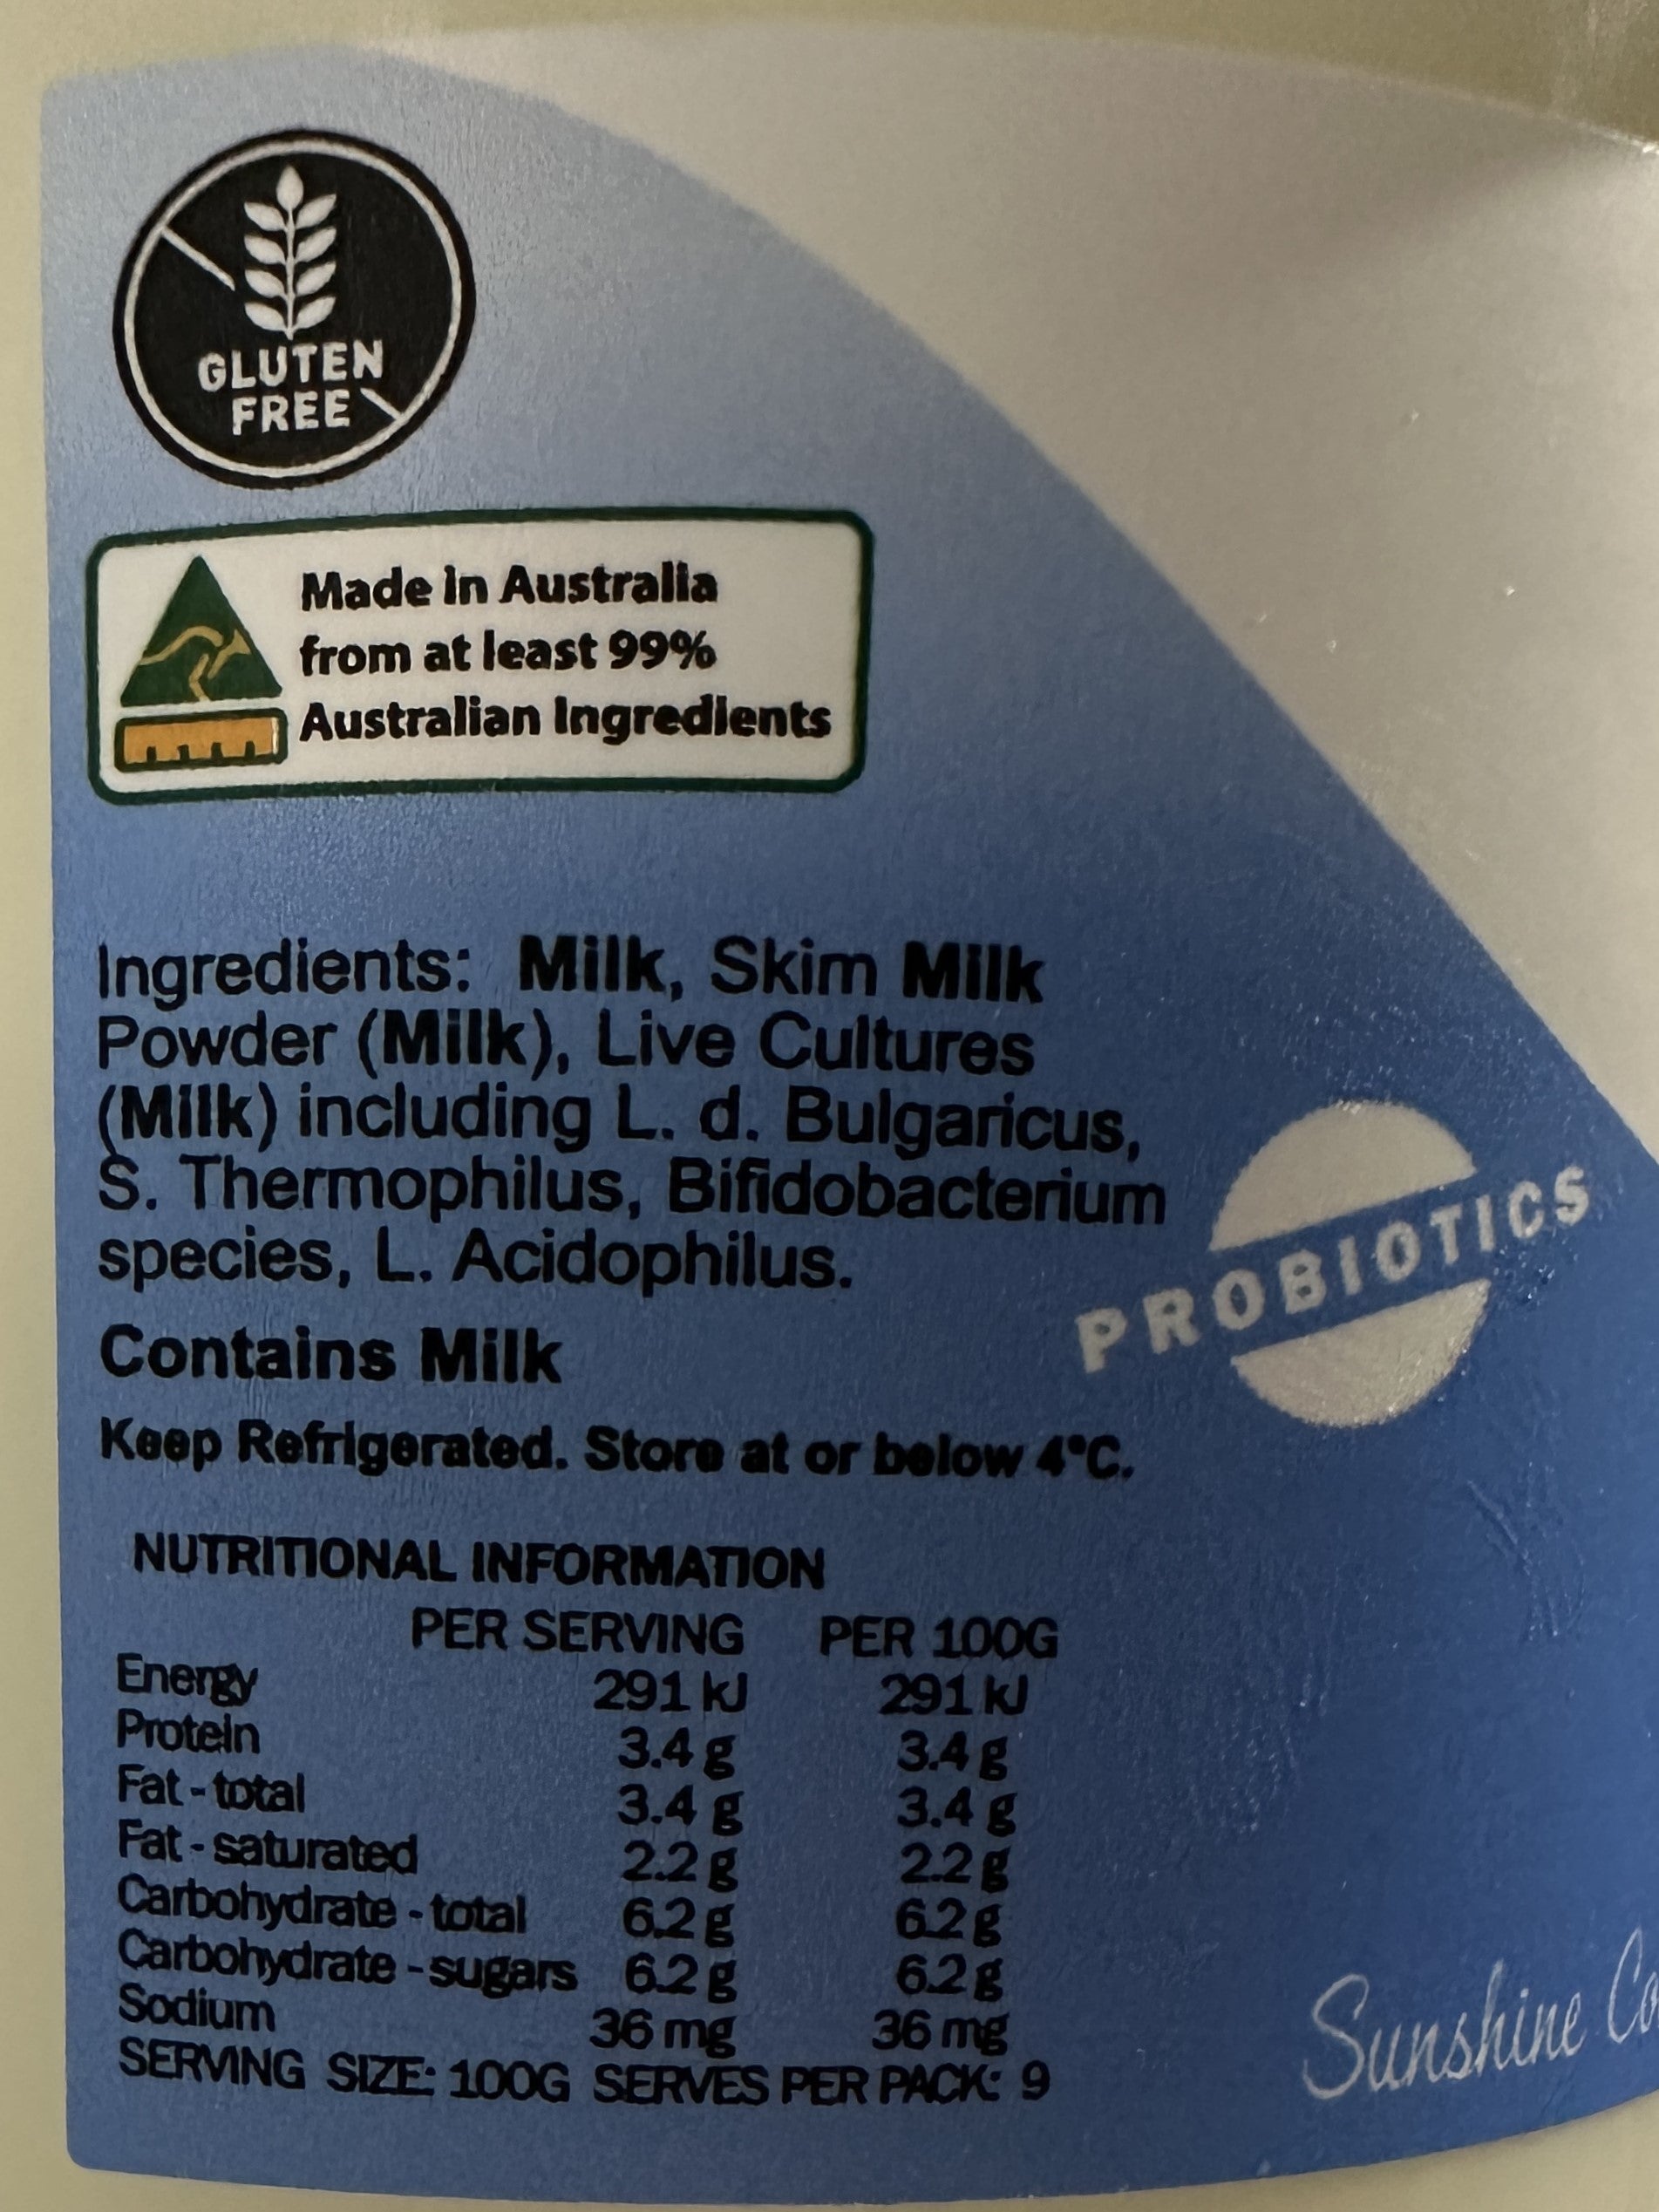 GLUTEN
FREE
Made in Australia
from at least 99%
Australian Ingredients
Ingredients: Milk, Skim Milk
Powder (Milk), Live Cultures
(Milk) including L. d. Bulgaricus,
S. Thermophilus, Bifidobacterium
species, L. Acidophilus.
PROBIOTICS
Contains Milk
Keep Refrigerated. Store at or below 4°C.
NUTRITIONAL INFORMATION
PER SERVING PER 100G
Energy 291 kJ 291 kJ
Protein 3.4 g 3.4 g
Fat - total 3.4 g 3.4 g
Fat - saturated 2.2 g 2.2 g
Carbohydrate - total 6.2 g 6.2 g
Carbohydrate - sugars 6.2 g 6.2 g
Sodium 36 mg 36 mg
SERVING SIZE: 100G SERVES PER PACK: 9
Sunshine